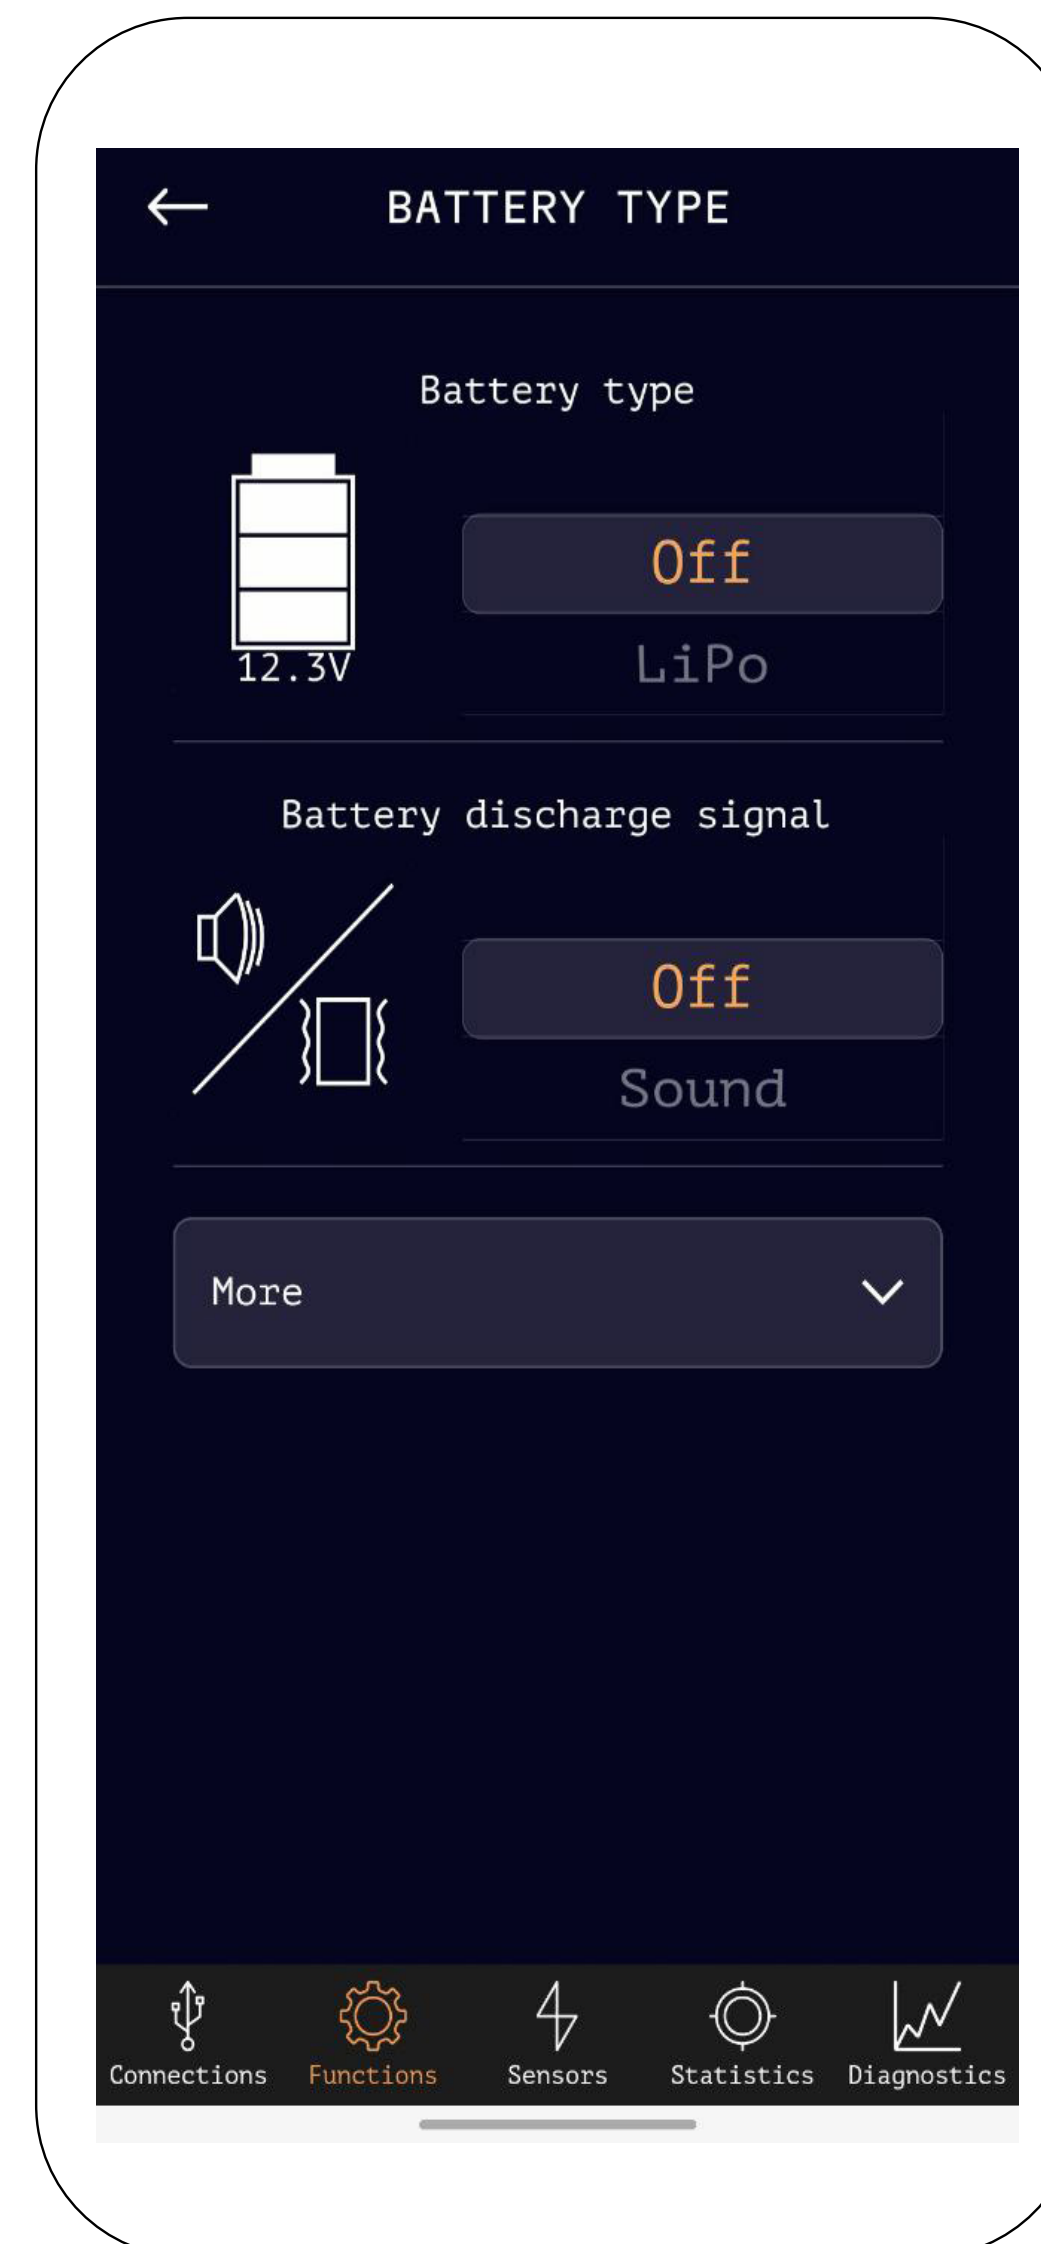 BATTERY TYPE
Battery type
Off
12.3V
LiPo
Battery discharge signal
Off
Sound
More
Connections Functions Sensors Statistics Diagnostics